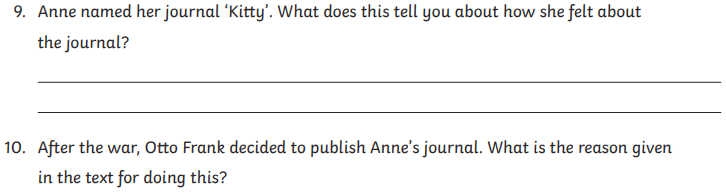 9. Anne named her journal ‘Kitty’. What does this tell you about how she felt about
the journal?
10. After the war, Otto Frank decided to publish Anne’s journal. What is the reason given
in the text for doing this?